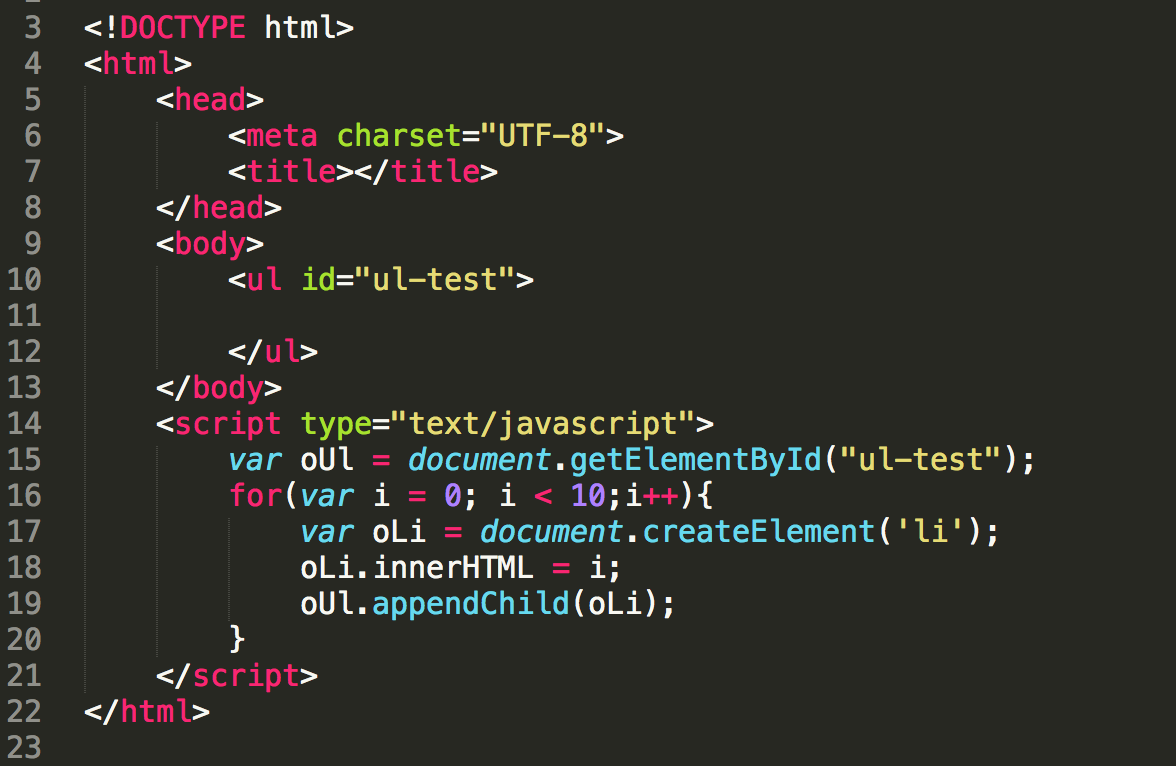 3 <!DOCTYPE html>
4 <html>
5     <head>
6         <meta charset="UTF-8">
7         <title></title>
8     </head>
9     <body>
10         <ul id="ul-test">
11
12         </ul>
13     </body>
14     <script type="text/javascript">
15         var oUl = document.getElementById("ul-test");
16         for(var i = 0; i < 10;i++){
17             var oLi = document.createElement('li');
18             oLi.innerHTML = i;
19             oUl.appendChild(oLi);
20         }
21     </script>
22 </html>
23